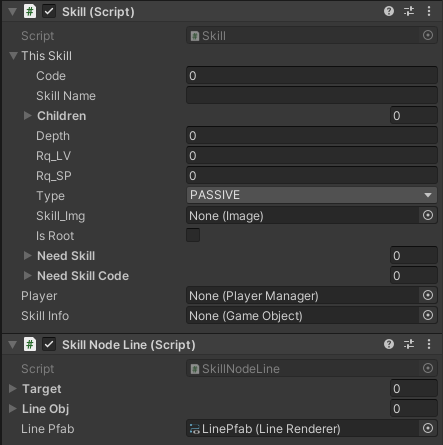 Skill (Script)
Script Skill
This Skill
Code 0
Skill Name
Children 0
Depth 0
Rq_LV 0
Rq_SP 0
Type PASSIVE
Skill_Img None (Image)
Is Root
Need Skill 0
Need Skill Code 0
Player None (Player Manager)
Skill Info None (Game Object)
Skill Node Line (Script)
Script SkillNodeLine
Target 0
Line Obj 0
Line Pfab LinePfab (Line Renderer)